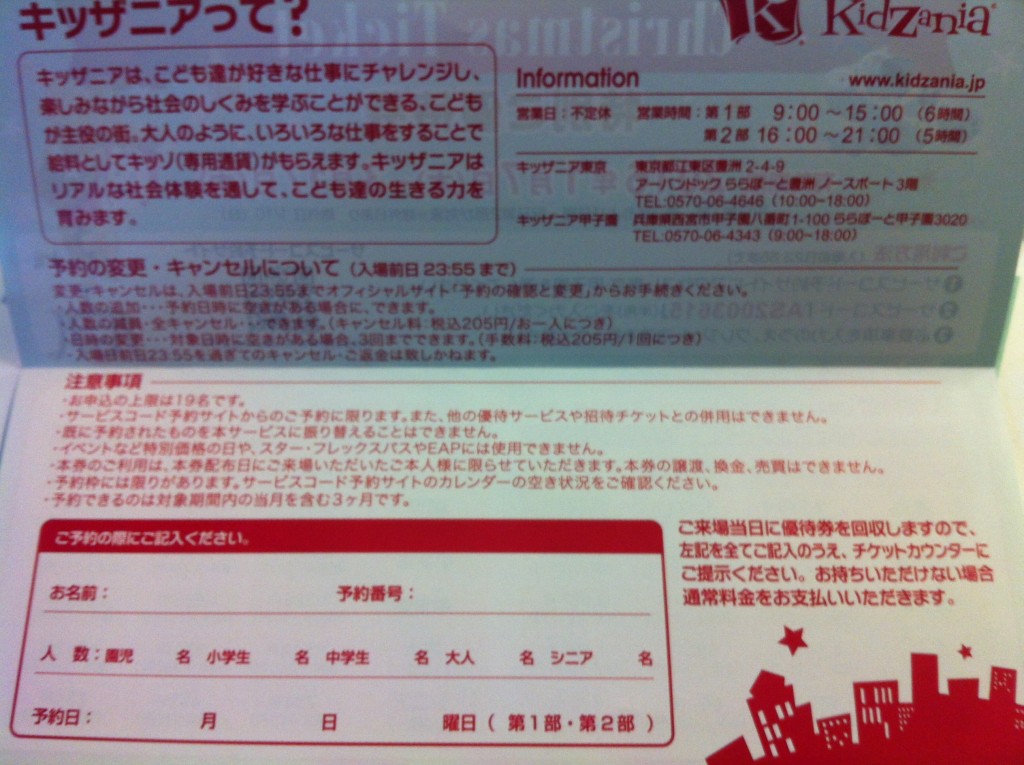 キッザニアって?
KidZania
キッザニアは、こども達が好きな仕事にチャレンジし、
楽しみながら社会のしくみを学ぶことができる、こども
が主役の街。大人のように、いろいろな仕事をすることで
給料としてキッゾ(専用通貨)がもらえます。キッザニアは
リアルな社会体験を通して、こども達の生きる力を
育みます。
Information
www.kidzania.jp
営業日:不定休 営業時間:第1部 9:00～15:00 (6時間)
第2部 16:00～21:00 (5時間)
キッザニア東京 東京都江東区豊洲 2-4-9
アーバンドック ららぽーと豊洲 ノースポート3階
TEL:0570-06-4646 (10:00~18:00)
キッザニア甲子園 兵庫県西宮市甲子園八番町1-100 ららぽーと甲子園3020
TEL:0570-06-4343 (9:00~18:00)
予約の変更・キャンセルについて (入場前日 23:55 まで)
変更・キャンセルは、入場前日23:55までオフィシャルサイト「予約の確認と変更」からお手続きください。
・人数の追加・・・予約日時に空きがある場合に、できます。
・人数の減員・全キャンセル・・・できます。(キャンセル料:税込205円/お一人につき)
・日時の変更・・・対象日時に空きがある場合、3回までできます。(手数料:税込205円/1回につき)
・入場日前日23:55を過ぎてのキャンセル・ご返金は致しかねます。
注意事項
・お申込の上限は19名です。
・サービスコード予約サイトからのご予約に限ります。また、他の優待サービスや招待チケットとの併用はできません。
・既に予約されたものを本サービスに振り替えることはできません。
・イベントなど特別価格の日や、スター・フレックスパスやEAPには使用できません。
・本券のご利用は、本券配布日にご来場いただいたご本人様に限らせていただきます。本券の譲渡、換金、売買はできません。
・予約枠には限りがあります。サービスコード予約サイトのカレンダーの空き状況をご確認ください。
・予約できるのは対象期間内の当月を含む3ヶ月です。
ご予約の際にご記入ください。
お名前: 予約番号:
人 数:園児 名 小学生 名 中学生 名 大人 名 シニア 名
予約日: 月 日 曜日( 第1部・第2部 )
ご来場当日に優待券を回収しますので、
左記を全てご記入のうえ、チケットカウンターに
ご提示ください。お持ちいただけない場合
通常料金をお支払いいただきます。